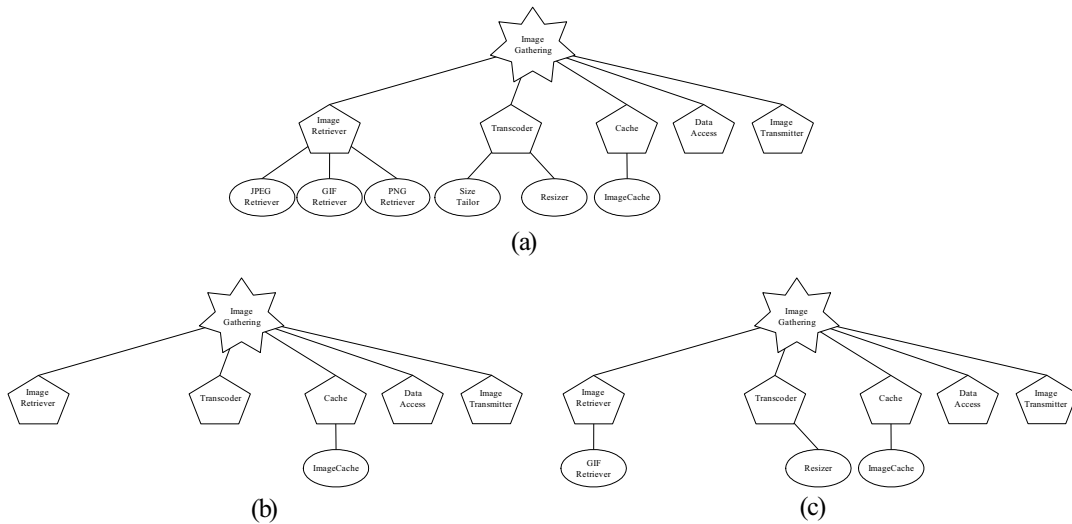 Image
Gathering
Image
Retriever
Transcoder
Cache
Data
Access
Image
Transmitter
JPEG
Retriever
GIF
Retriever
PNG
Retriever
Size
Tailor
Resizer
ImageCache
(a)
Image
Gathering
Image
Retriever
Transcoder
Cache
Data
Access
Image
Transmitter
ImageCache
(b)
Image
Gathering
Image
Retriever
Transcoder
Cache
Data
Access
Image
Transmitter
GIF
Retriever
Resizer
ImageCache
(c)